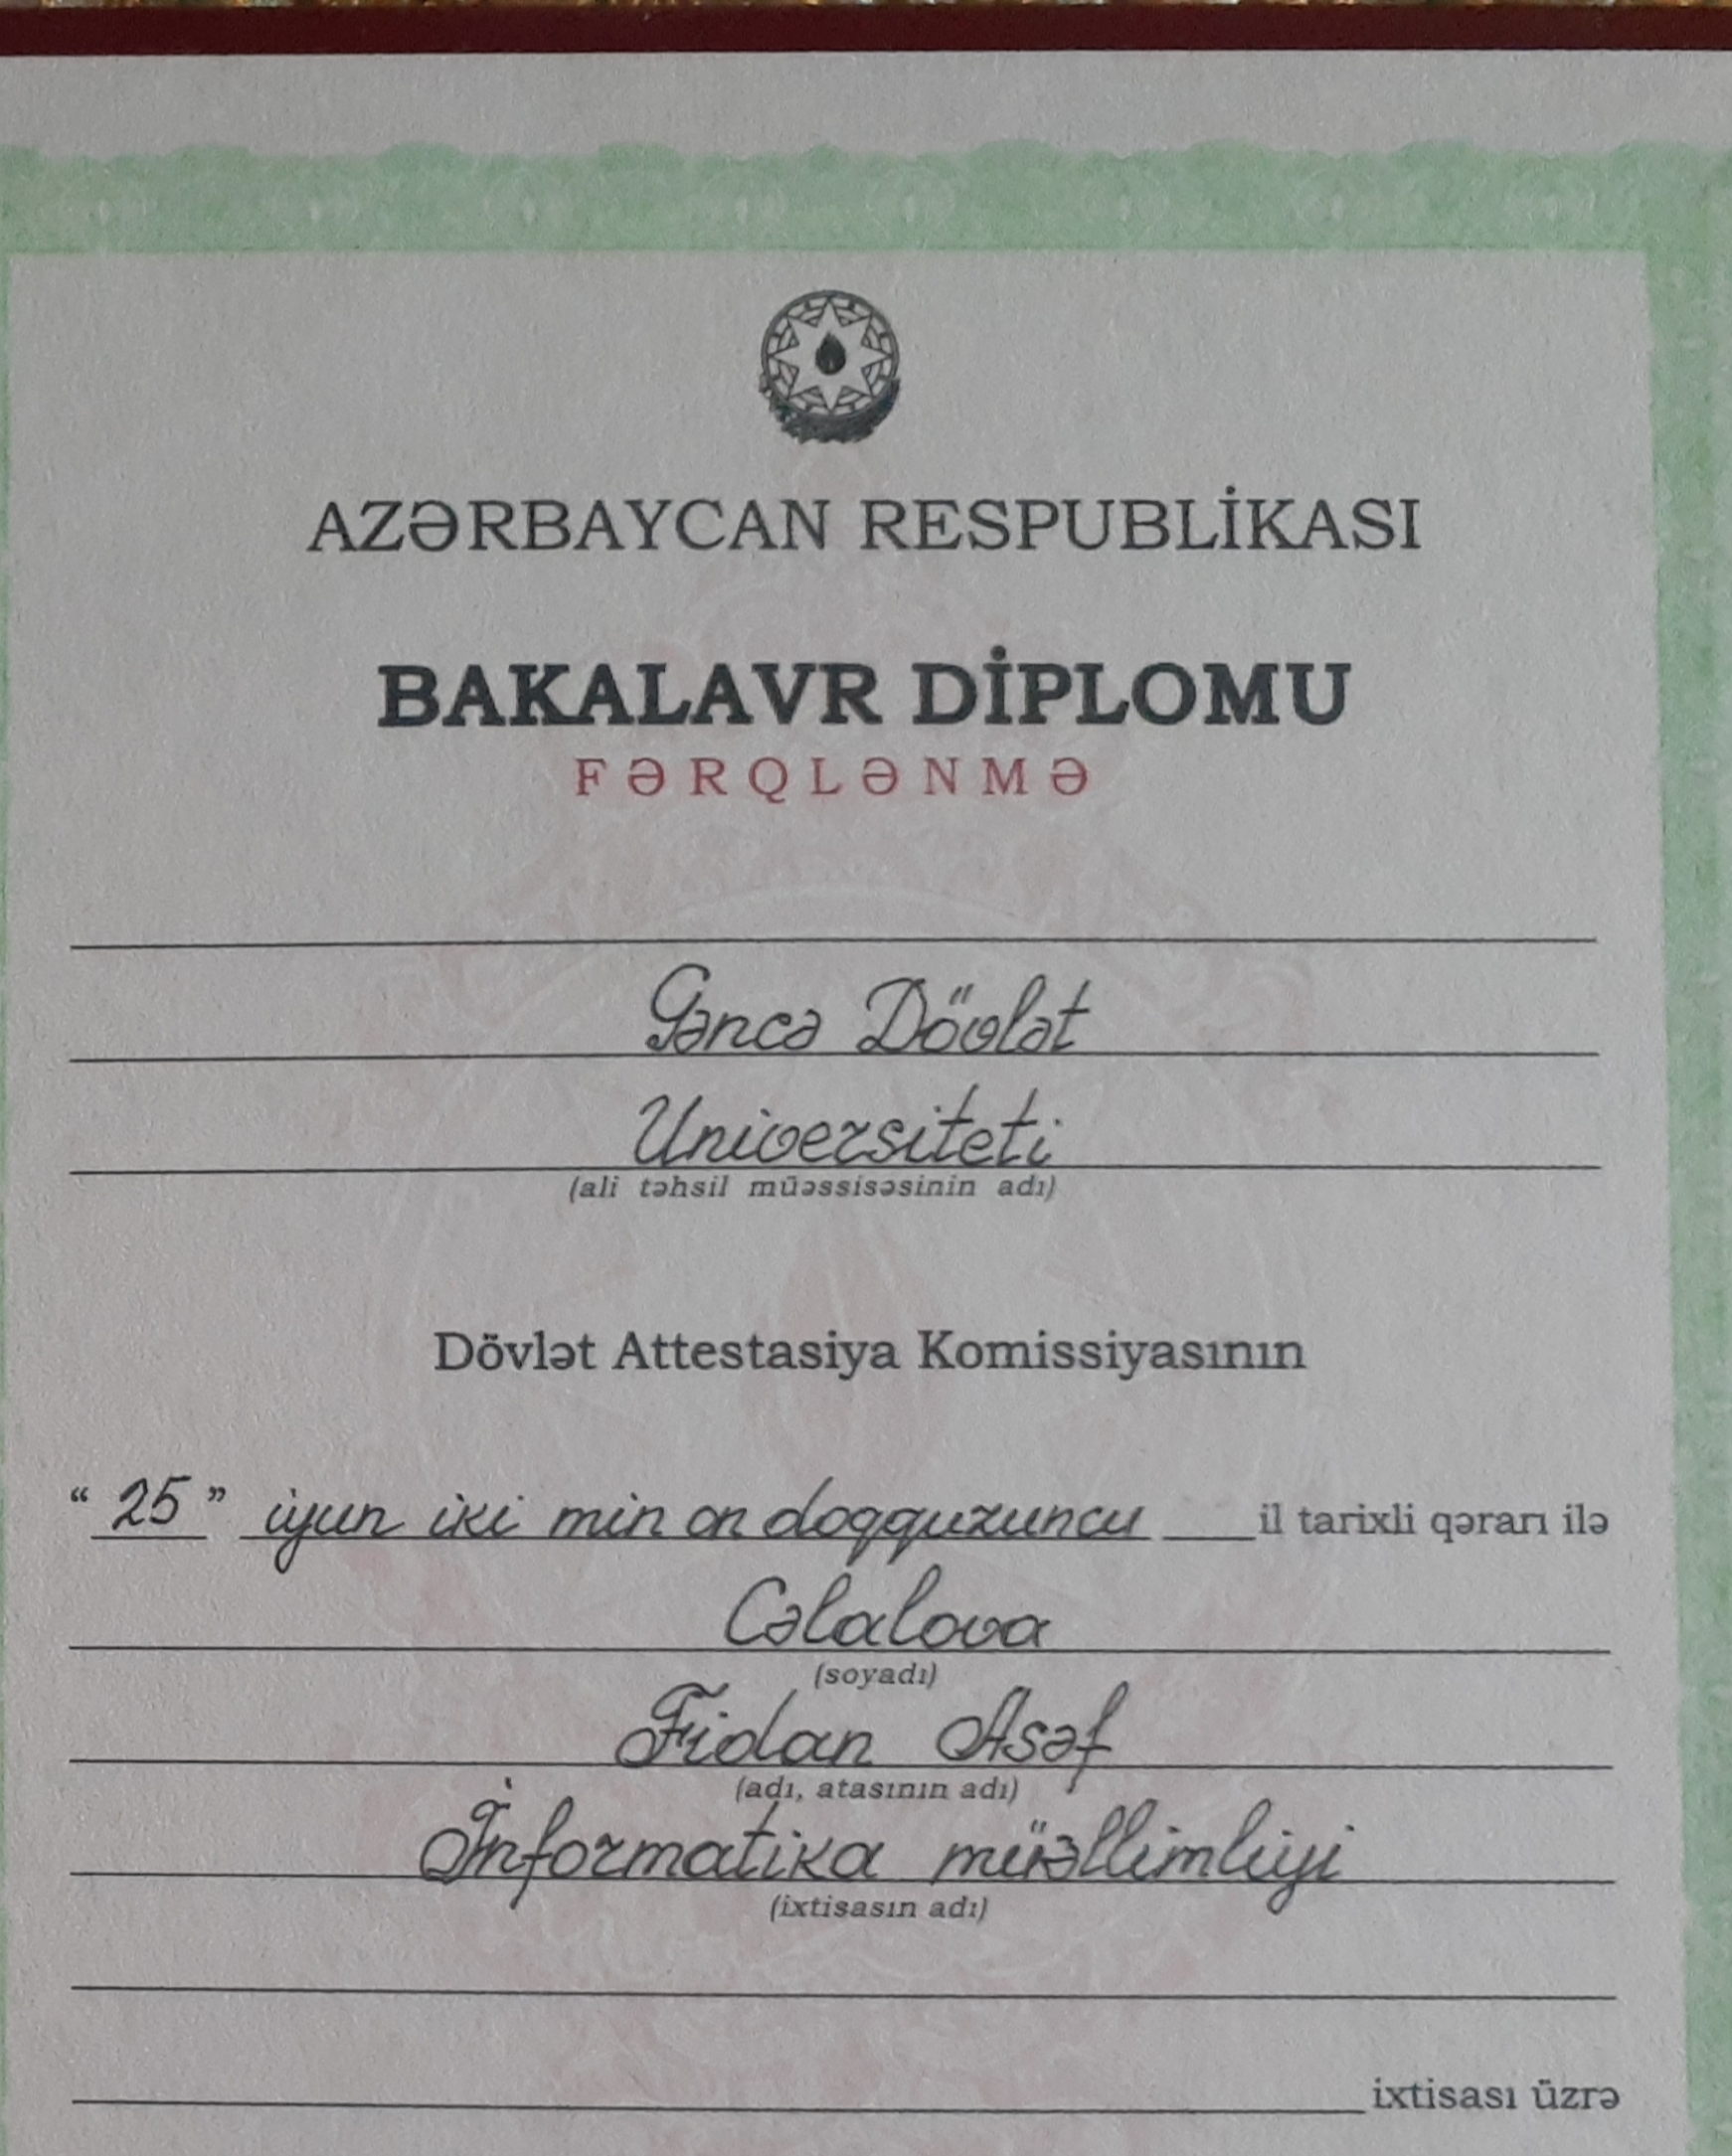 AZƏRBAYCAN RESPUBLİKASI
BAKALAVR DİPLOMU
FƏRQLƏNMƏ
Gəncə Dövlət
Universiteti
(ali təhsil müəssisəsinin adı)
Dövlət Attestasiya Komissiyasının
“25” iyun iki min on doqquzuncu il tarixli qərarı ilə
Cəlalova
(soyadı)
Fidan Asəf
(adı, atasının adı)
İnformatika müəllimliyi
(ixtisasın adı)
ixtisası üzrə